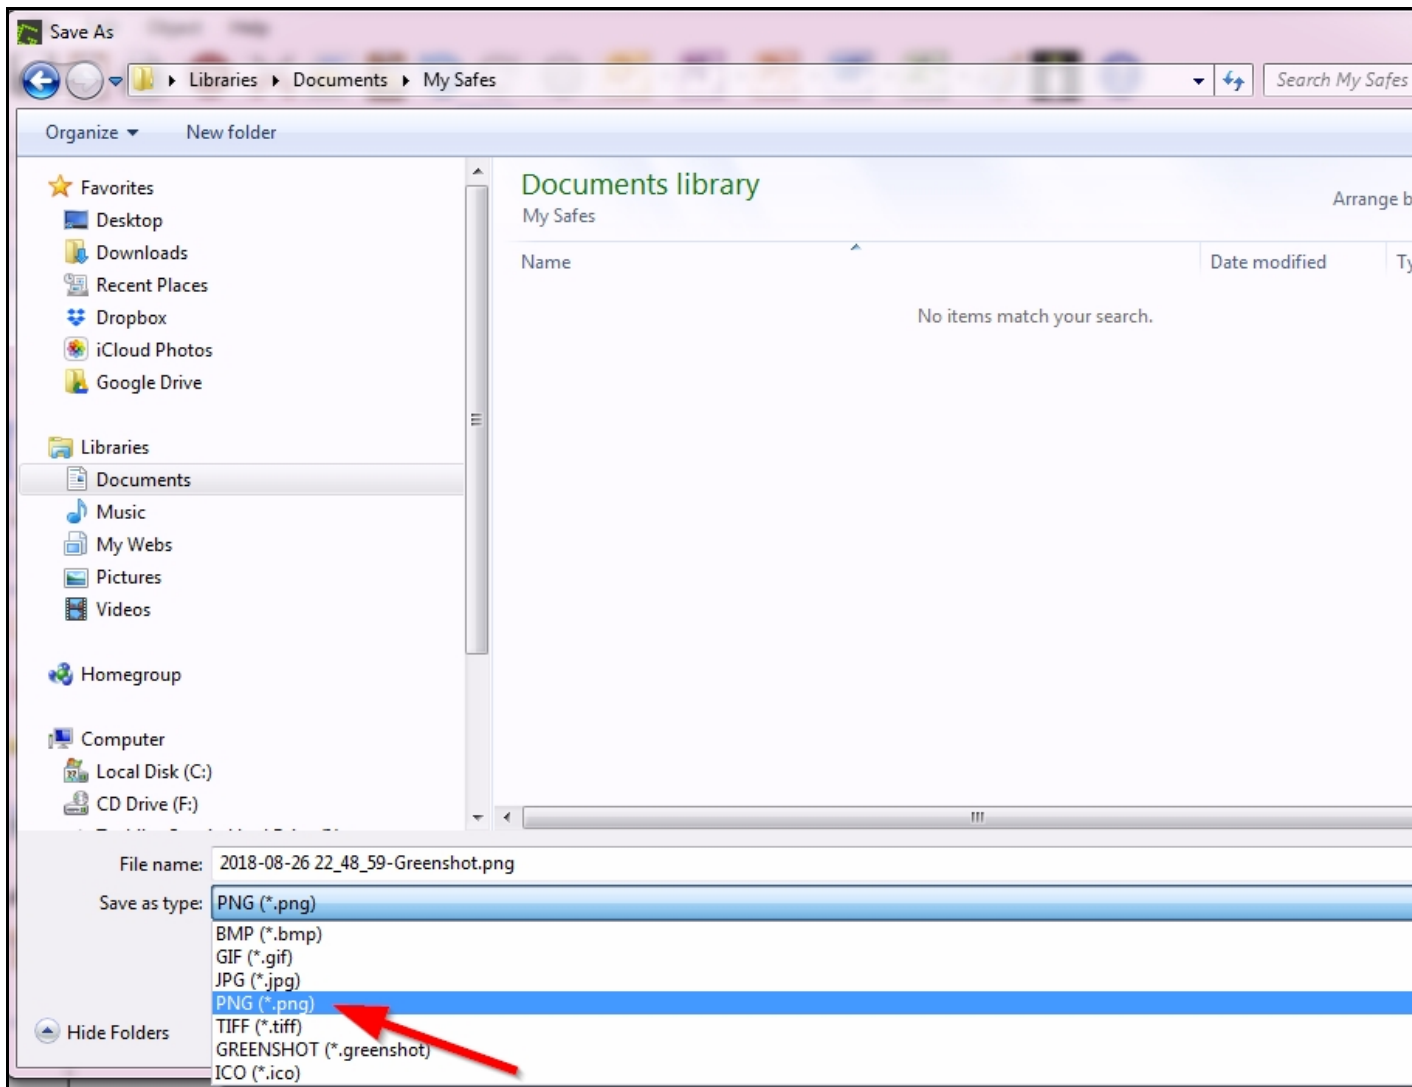 Save As
Object Help
Libraries Documents My Safes
Search My Safes
Organize New folder
Favorites
Desktop
Downloads
Recent Places
Dropbox
iCloud Photos
Google Drive
Libraries
Documents
Music
My Webs
Pictures
Videos
Homegroup
Computer
Local Disk (C:)
CD Drive (F:)
Documents library
My Safes
Arrange b
Name Date modified Ty
No items match your search.
File name: 2018-08-26 22_48_59-Greenshot.png
Save as type: PNG (*.png)
BMP (*.bmp)
GIF (*.gif)
JPG (*.jpg)
PNG (*.png)
TIFF (*.tiff)
GREENSHOT (*.greenshot)
ICO (*.ico)
Hide Folders